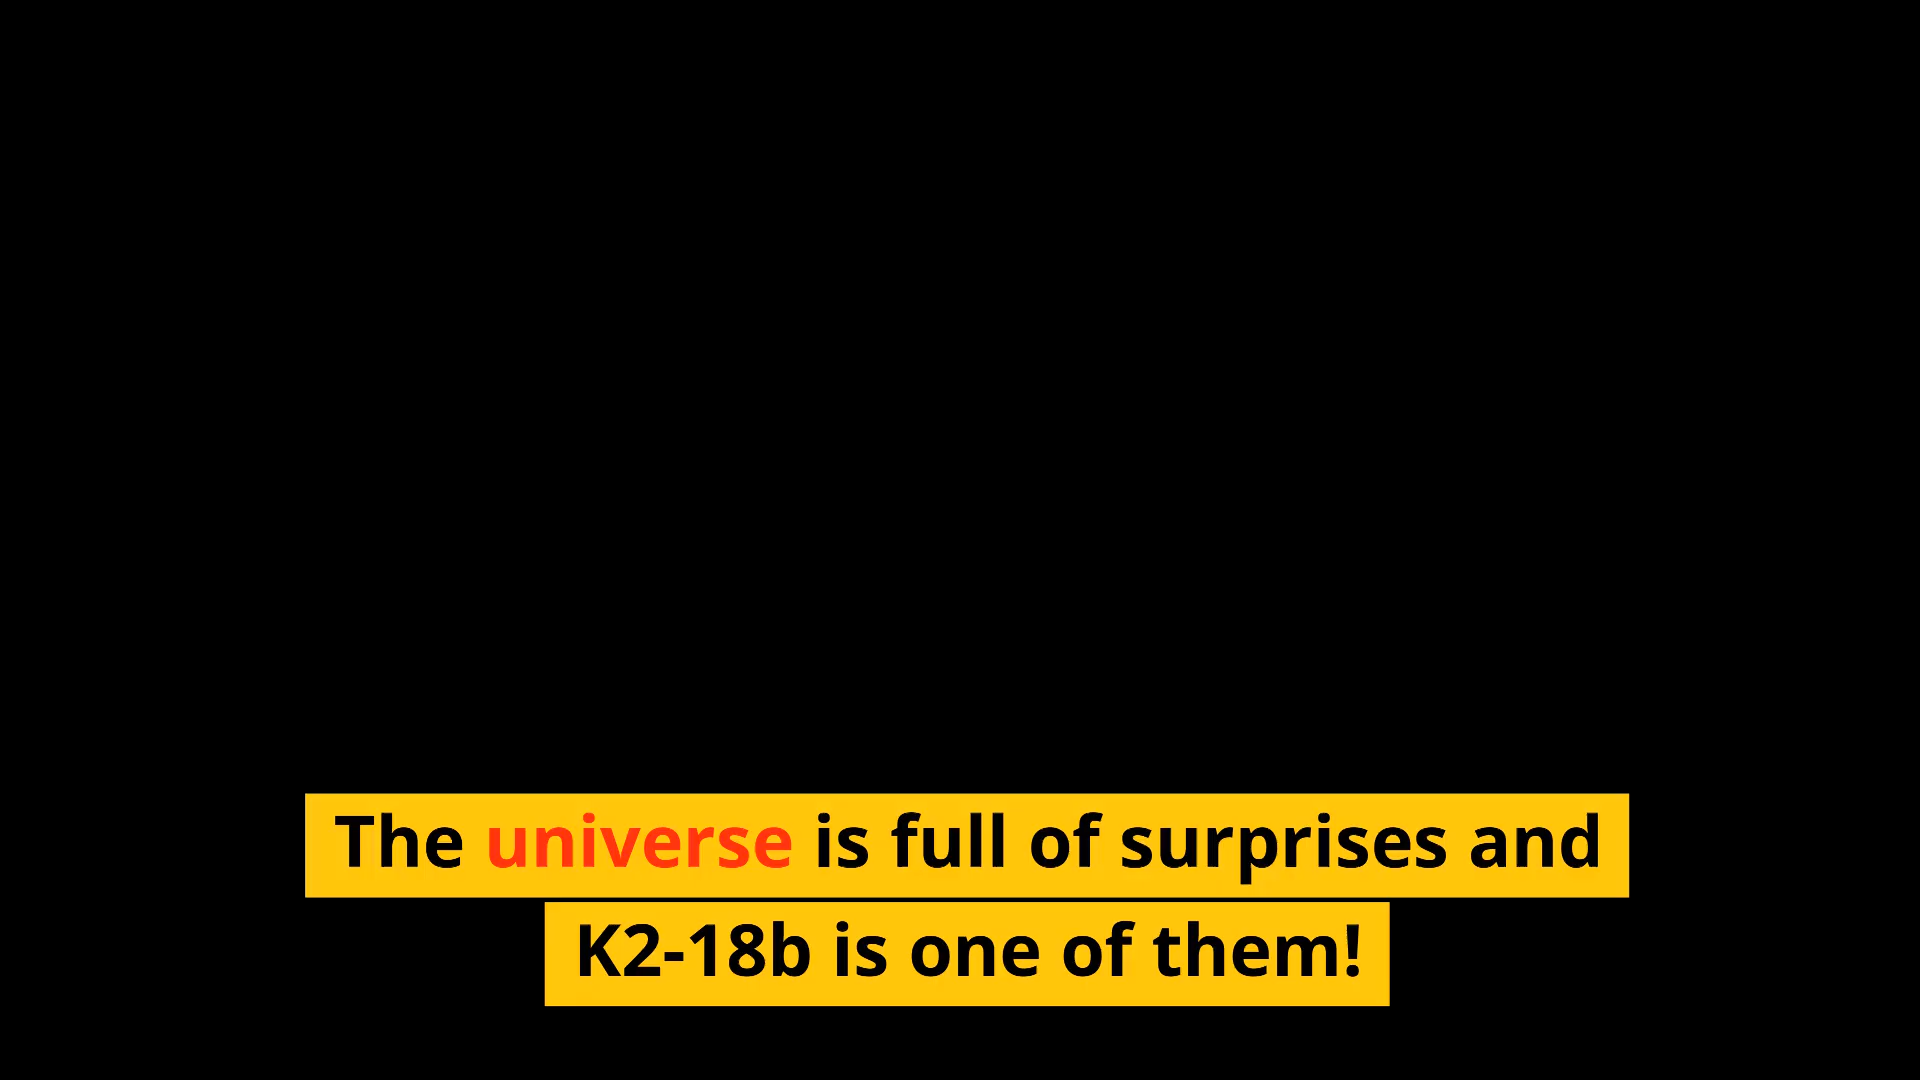 The universe is full of surprises and
K2-18b is one of them!